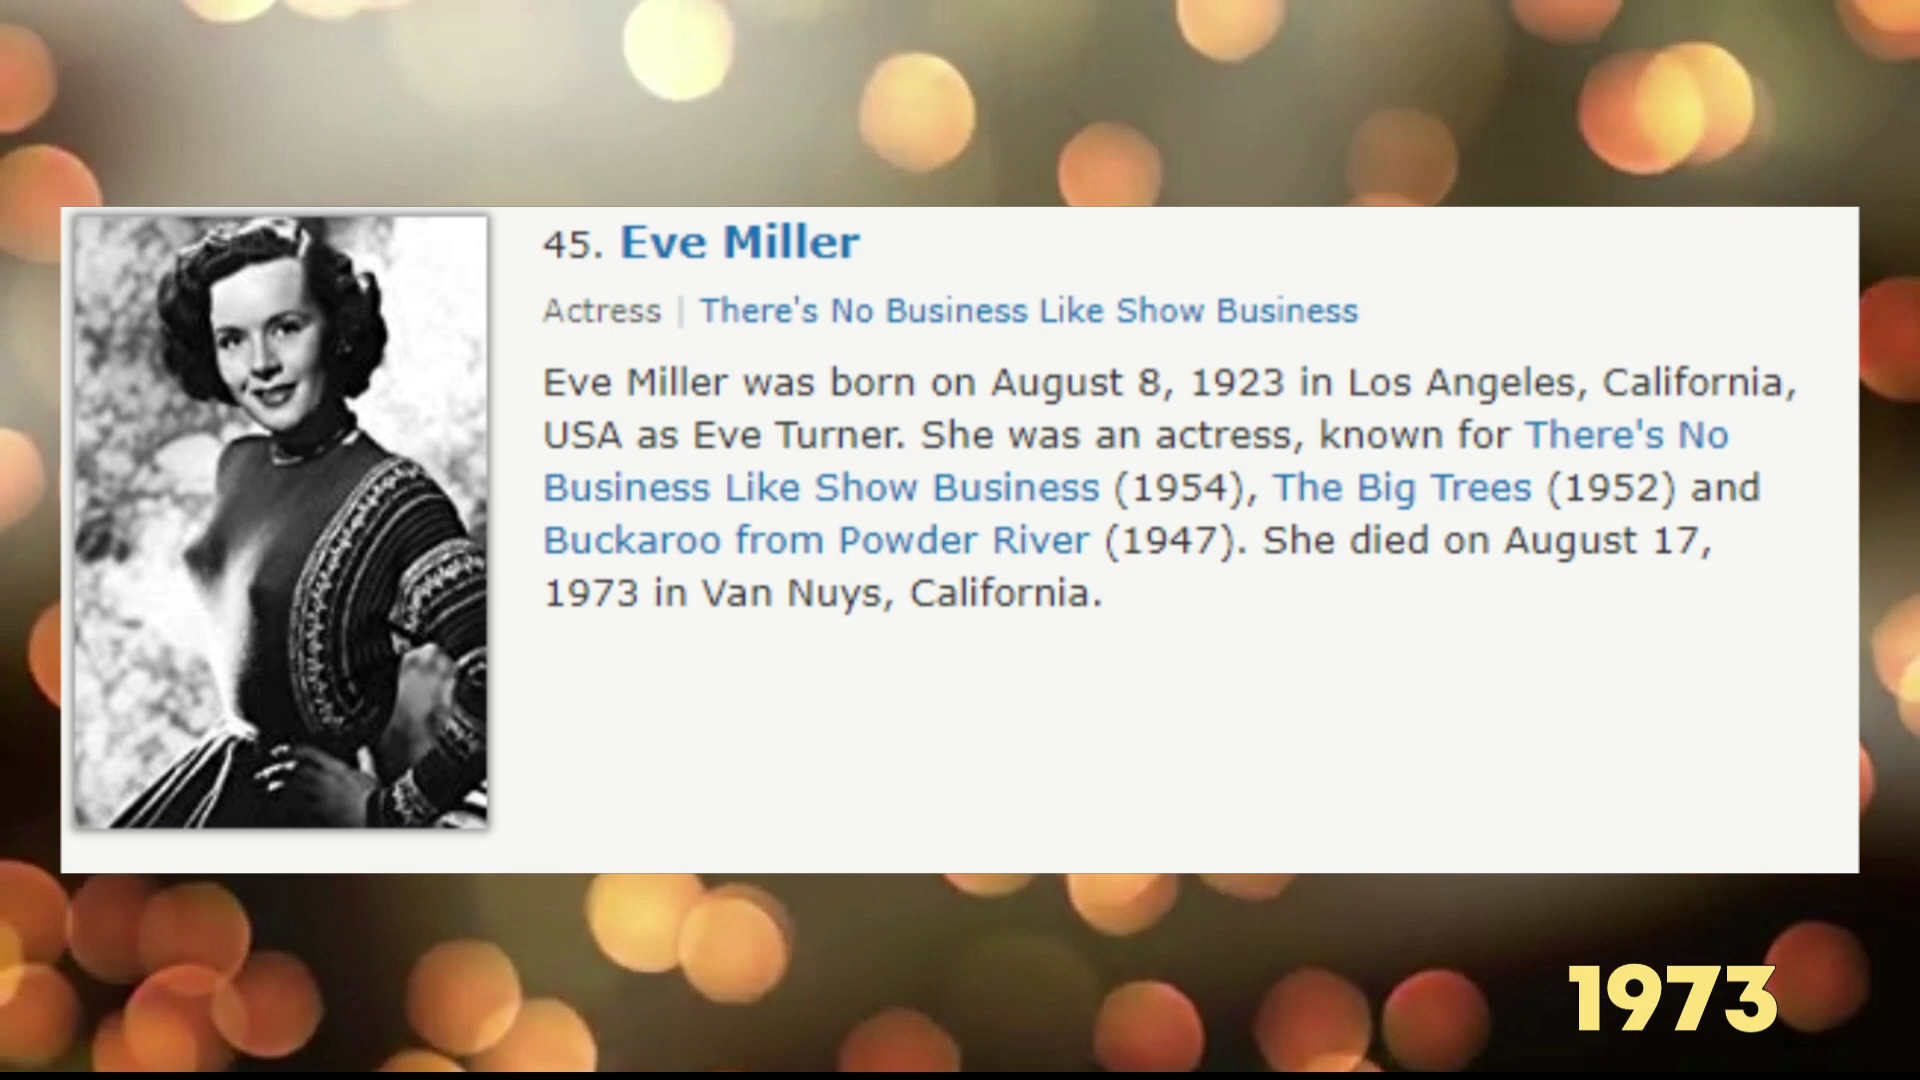 45. Eve Miller
Actress | There's No Business Like Show Business
Eve Miller was born on August 8, 1923 in Los Angeles, California,
USA as Eve Turner. She was an actress, known for There's No
Business Like Show Business (1954), The Big Trees (1952) and
Buckaroo from Powder River (1947). She died on August 17,
1973 in Van Nuys, California.
1973